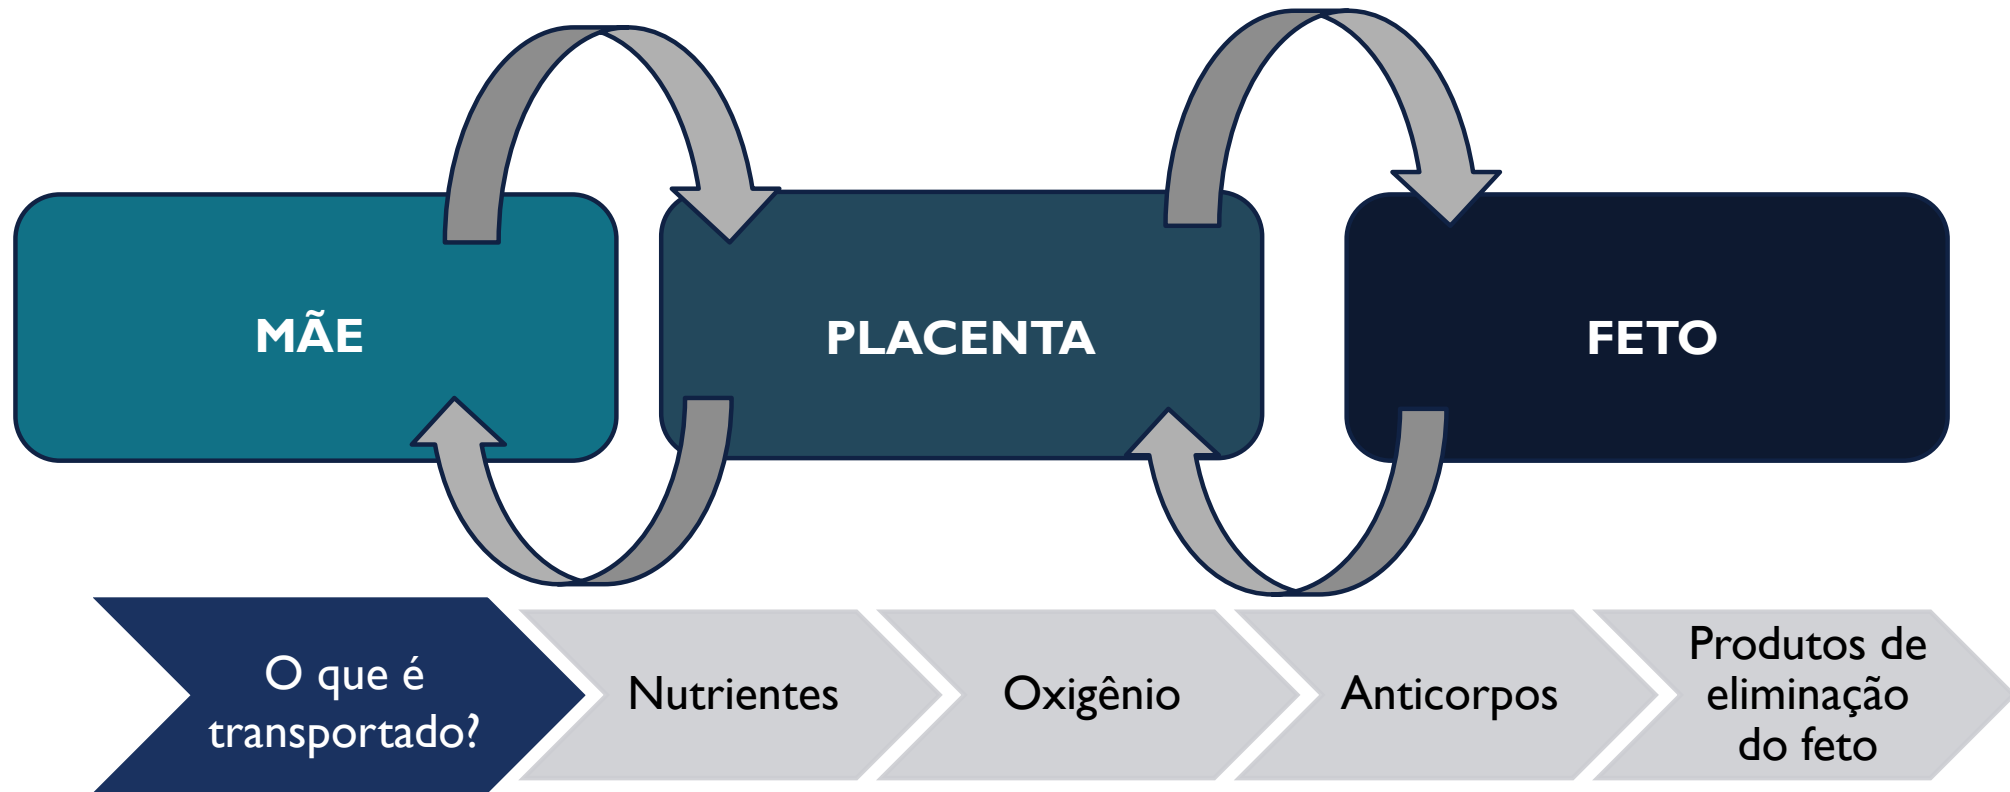 MÃE
PLACENTA
FETO
O que é
transportado?
Nutrientes
Oxigênio
Anticorpos
Produtos de
eliminação
do feto